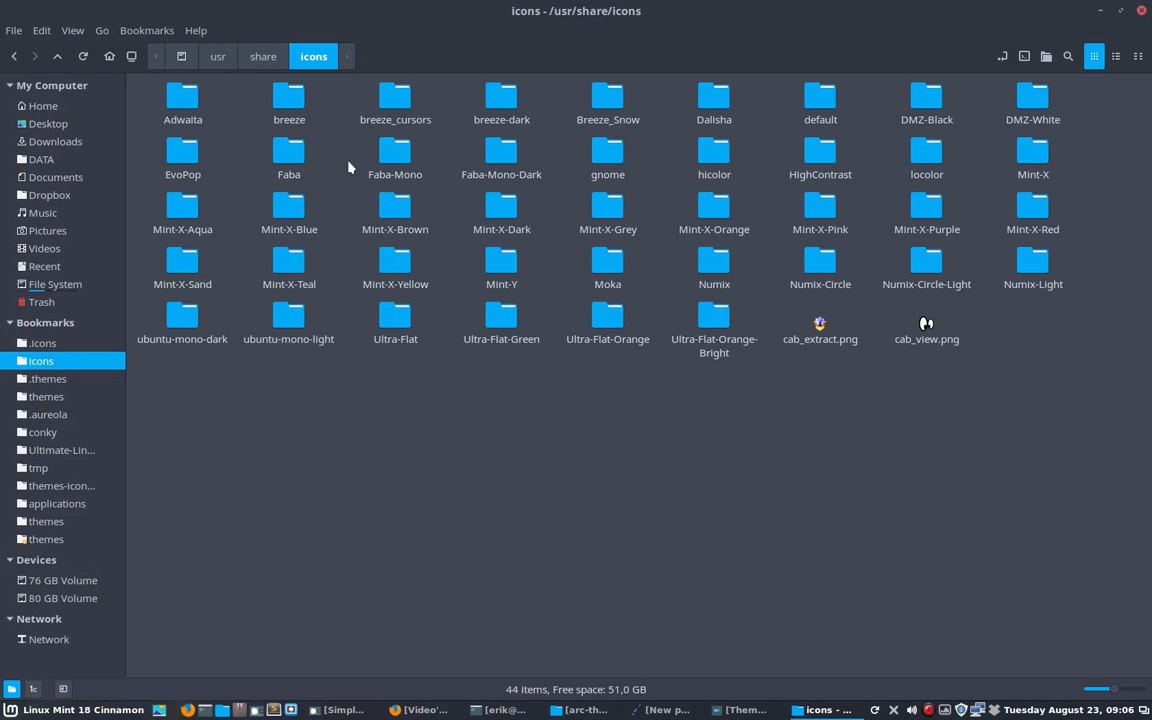 icons - /usr/share/icons
File Edit View Go Bookmarks Help
usr share icons
My Computer
Home
Desktop
Downloads
DATA
Documents
Dropbox
Music
Pictures
Videos
Recent
File System
Trash
Bookmarks
.icons
icons
.themes
themes
.aureola
conky
Ultimate-Lin...
tmp
themes-icon...
applications
themes
themes
Devices
76 GB Volume
80 GB Volume
Network
Network
Adwaita breeze breeze_cursors breeze-dark Breeze_Snow Dalisha default DMZ-Black DMZ-White
EvoPop Faba Faba-Mono Faba-Mono-Dark gnome hicolor HighContrast locolor Mint-X
Mint-X-Aqua Mint-X-Blue Mint-X-Brown Mint-X-Dark Mint-X-Grey Mint-X-Orange Mint-X-Pink Mint-X-Purple Mint-X-Red
Mint-X-Sand Mint-X-Teal Mint-X-Yellow Mint-Y Moka Numix Numix-Circle Numix-Circle-Light Numix-Light
ubuntu-mono-dark ubuntu-mono-light Ultra-Flat Ultra-Flat-Green Ultra-Flat-Orange Ultra-Flat-Orange-
Bright cab_extract.png cab_view.png
44 items, Free space: 51,0 GB
Linux Mint 18 Cinnamon [Simpl... [Video'... [erik@... [arc-th... [New p... [Them... icons - ... Tuesday August 23, 09:06